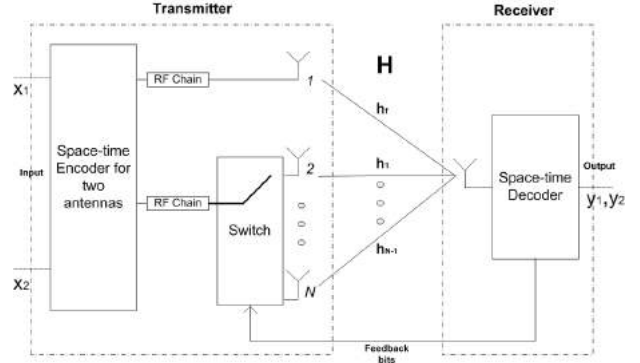 Transmitter
Receiver
H
RF Chain
1
X1
hf
Space-time
Encoder for
two
antennas
Input
2
h1
Space-time
Decoder
Output
y1,y2
RF Chain
Switch
hN-1
X2
N
Feedback
bits